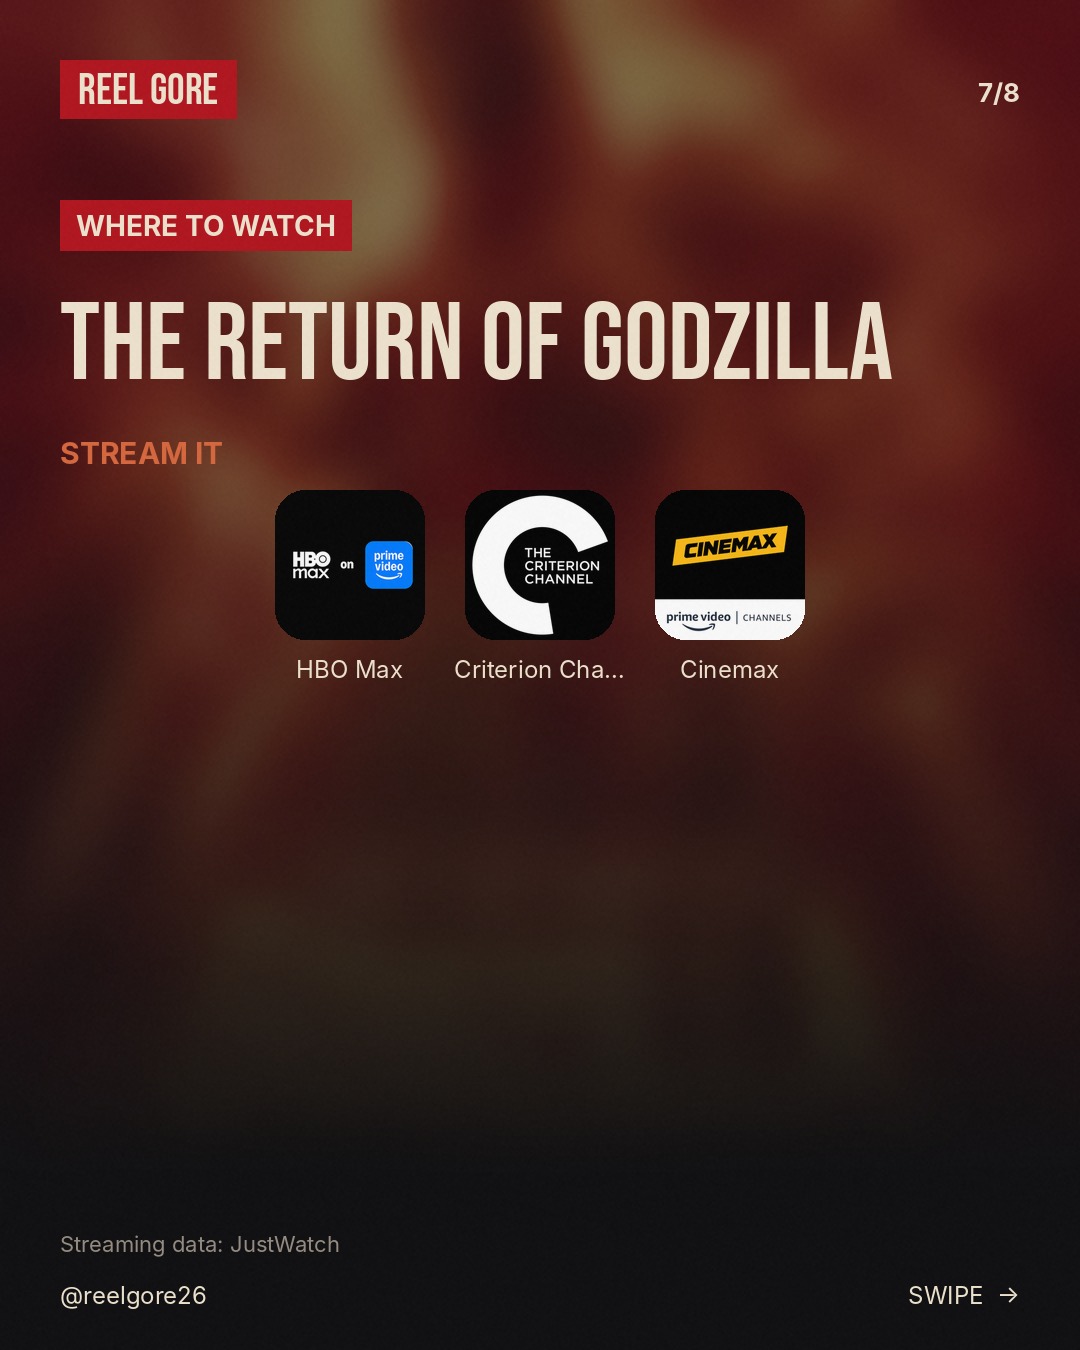 REEL GORE
7/8
WHERE TO WATCH
THE RETURN OF GODZILLA
STREAM IT
HBO max on prime video
THE CRITERION CHANNEL
CINEMAX
prime video | CHANNELS
HBO Max
Criterion Cha...
Cinemax
Streaming data: JustWatch
@reelgore26
SWIPE →